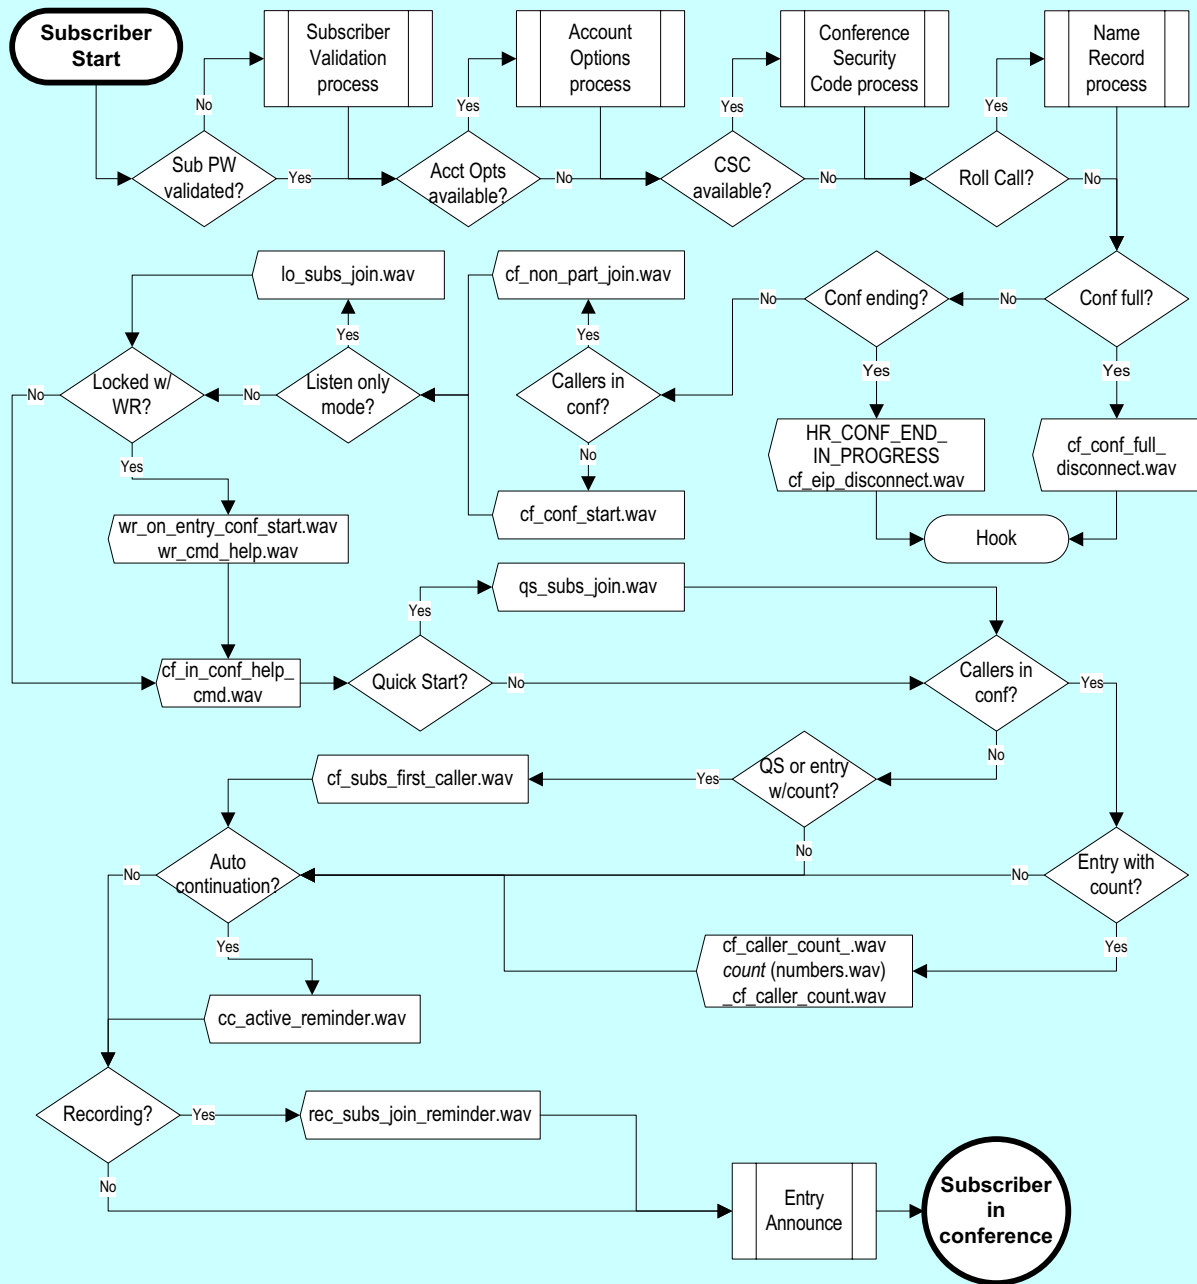 Subscriber
Start
Subscriber
Validation
process
Account
Options
process
Conference
Security
Code process
Name
Record
process
No
Yes
Yes
Yes
Sub PW
validated?
Yes
Acct Opts
available?
No
CSC
available?
No
Roll Call?
No
lo_subs_join.wav
cf_non_part_join.wav
Conf ending?
Conf full?
No
No
Yes
Yes
Yes
Yes
Locked w/
WR?
Listen only
mode?
Callers in
conf?
No
No
No
Yes
HR_CONF_END_
IN_PROGRESS
cf_eip_disconnect.wav
cf_conf_full_
disconnect.wav
wr_on_entry_conf_start.wav
wr_cmd_help.wav
cf_conf_start.wav
Hook
qs_subs_join.wav
Yes
cf_in_conf_help_
cmd.wav
Quick Start?
No
Callers in
conf?
Yes
No
cf_subs_first_caller.wav
Yes
QS or entry
w/count?
No
No
Auto
continuation?
No
Entry with
count?
Yes
Yes
cf_caller_count_.wav
count (numbers.wav)
_cf_caller_count.wav
cc_active_reminder.wav
Recording?
Yes
rec_subs_join_reminder.wav
No
Entry
Announce
Subscriber
in
conference